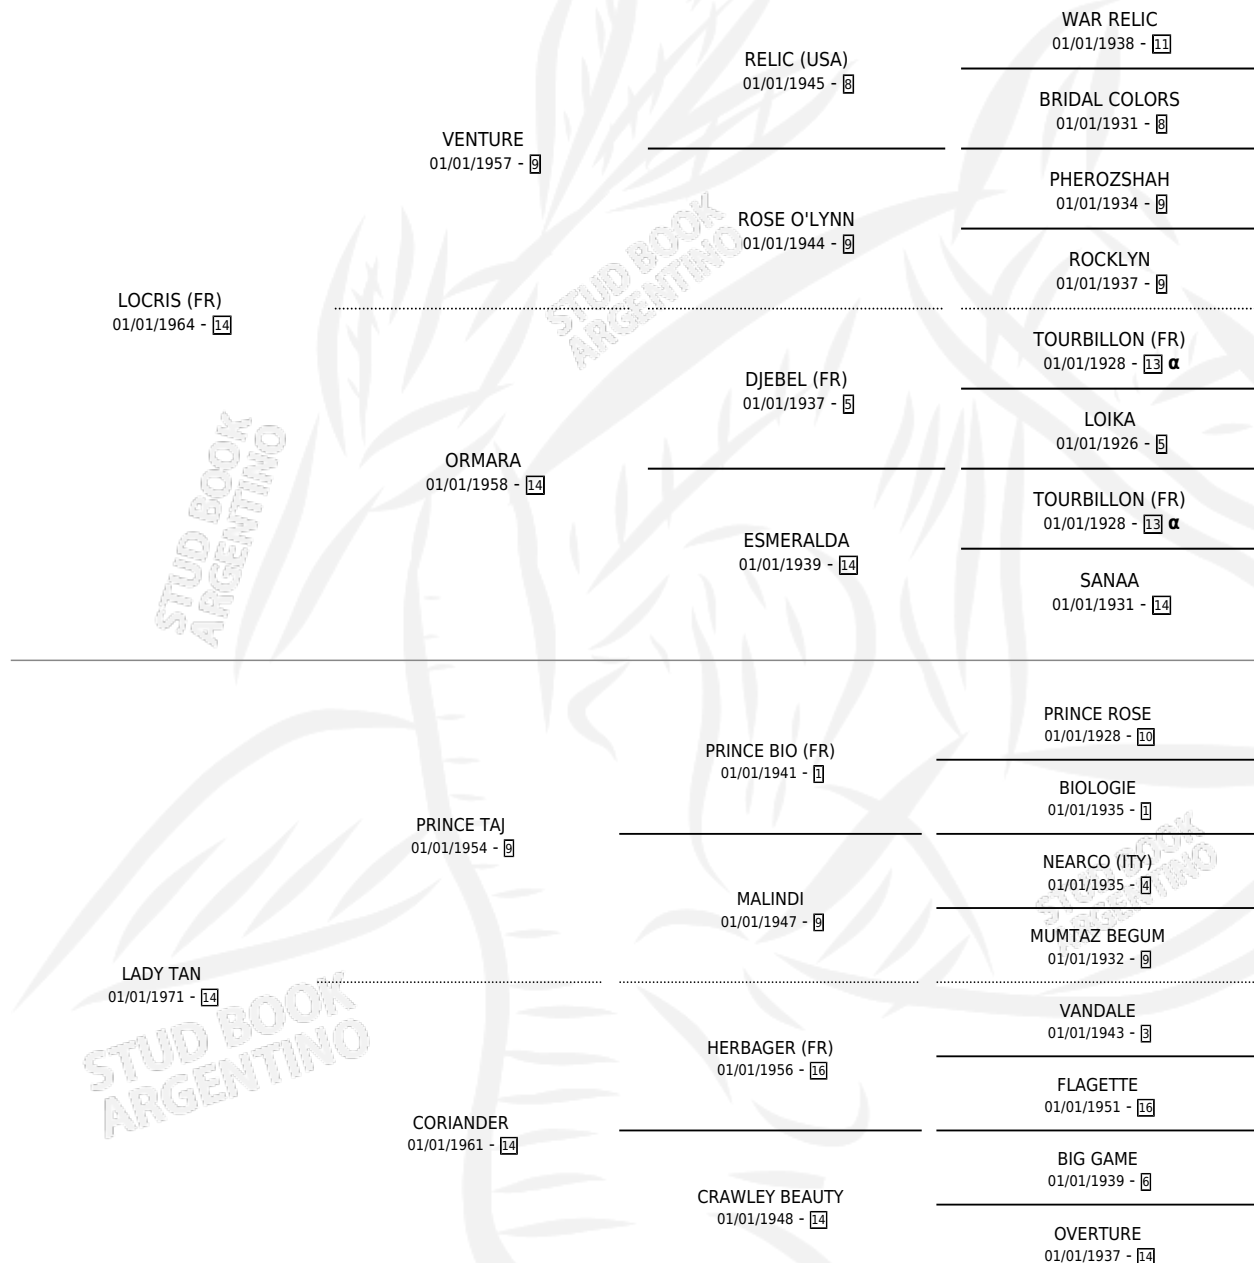 WAR RELIC
01/01/1938 - 11
RELIC (USA)
01/01/1945 - 8
BRIDAL COLORS
01/01/1931 - 8
VENTURE
01/01/1957 - 9
PHEROZSHAH
01/01/1934 - 9
ROSE O'LYNN
01/01/1944 - 9
ROCKLYN
01/01/1937 - 9
LOCRIS (FR)
01/01/1964 - 14
TOURBILLON (FR)
01/01/1928 - 13 α
DJEBEL (FR)
01/01/1937 - 5
LOIKA
01/01/1926 - 5
ORMARA
01/01/1958 - 14
TOURBILLON (FR)
01/01/1928 - 13 α
ESMERALDA
01/01/1939 - 14
SANAA
01/01/1931 - 14
PRINCE ROSE
01/01/1928 - 10
PRINCE BIO (FR)
01/01/1941 - 1
BIOLOGIE
01/01/1935 - 1
PRINCE TAJ
01/01/1954 - 9
NEARCO (ITY)
01/01/1935 - 4
MALINDI
01/01/1947 - 9
MUMTAZ BEGUM
01/01/1932 - 9
LADY TAN
01/01/1971 - 14
VANDALE
01/01/1943 - 3
HERBAGER (FR)
01/01/1956 - 16
FLAGETTE
01/01/1951 - 16
CORIANDER
01/01/1961 - 14
BIG GAME
01/01/1939 - 6
CRAWLEY BEAUTY
01/01/1948 - 14
OVERTURE
01/01/1937 - 14
STUD BOOK
ARGENTINO
STUD BOOK
ARGENTINO
STUD BOOK
ARGENTINO
STUD BOOK
ARGENTINO